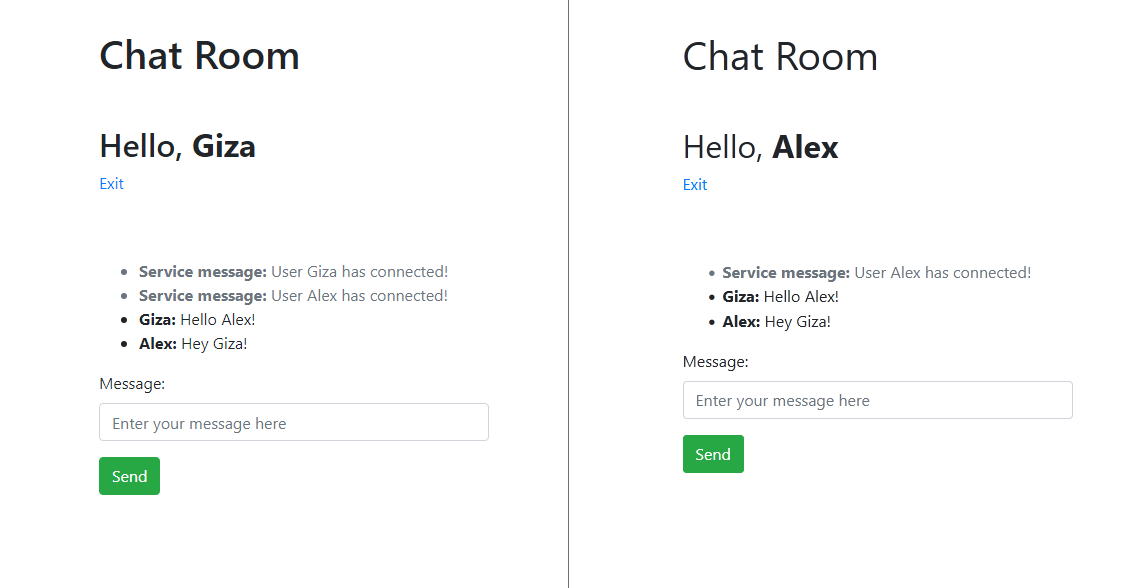 Chat Room
Hello, Giza
Exit
Service message: User Giza has connected!
Service message: User Alex has connected!
Giza: Hello Alex!
Alex: Hey Giza!
Message:
Enter your message here
Send
Chat Room
Hello, Alex
Exit
Service message: User Alex has connected!
Giza: Hello Alex!
Alex: Hey Giza!
Message:
Enter your message here
Send